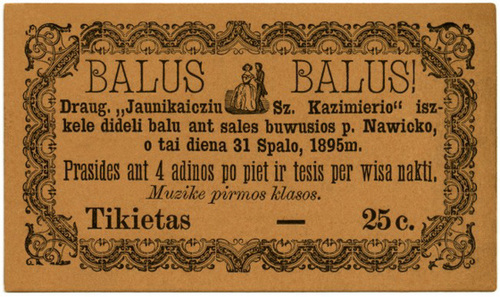 BALUS BALUS!
Draug. „Jaunikaicziu Sz. Kazimierio“ isz-
kele dideli balu ant sales buwusios p. Nawicko,
o tai diena 31 Spalo, 1895m.
Prasides ant 4 adinos po piet ir tesis per wisa nakti.
Muzike pirmos klasos.
Tikietas — 25 c.